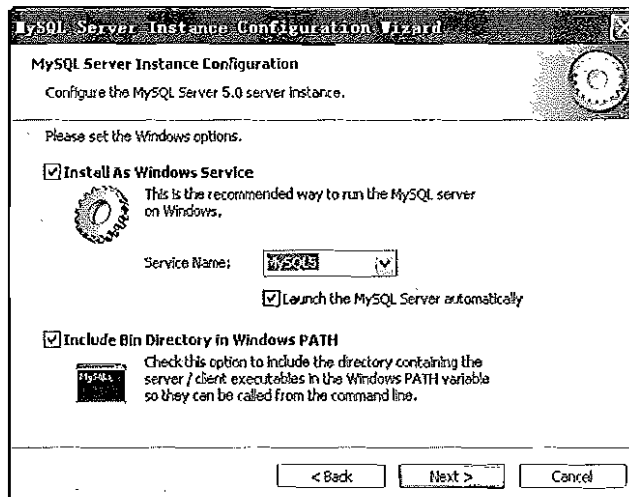 MySQL Server Instance Configuration Wizard
MySQL Server Instance Configuration
Configure the MySQL Server 5.0 server instance.
Please set the Windows options.
Install As Windows Service
This is the recommended way to run the MySQL server
on Windows.
Service Name:
MySQL5
Launch the MySQL Server automatically
Include Bin Directory in Windows PATH
Check this option to include the directory containing the
server / client executables in the Windows PATH variable
so they can be called from the command line.
< Back
Next >
Cancel